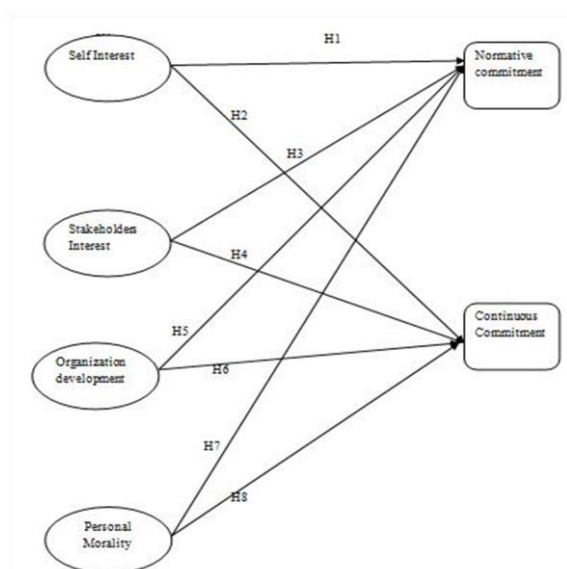 H1
Self Interest
Normative
commitment
H2
H3
Stakeholders
Interest
H4
Continuous
Commitment
H5
Organization
development
H6
H7
H8
Personal
Morality